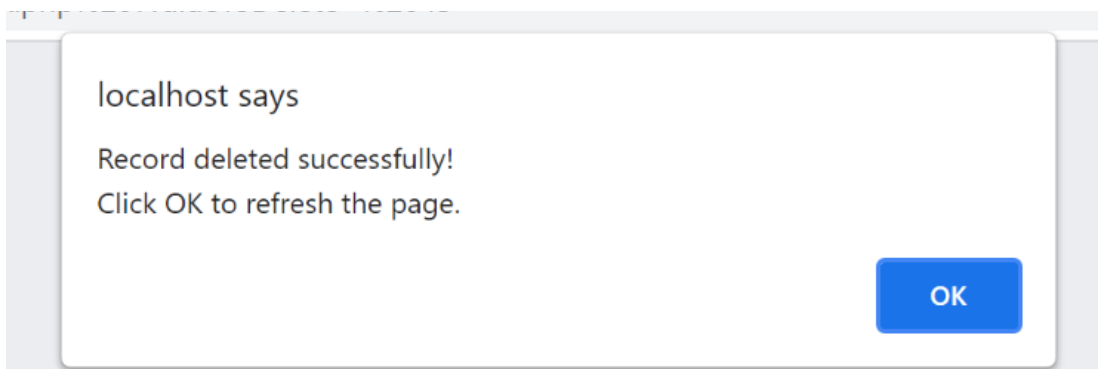 localhost says
Record deleted successfully!
Click OK to refresh the page.
OK